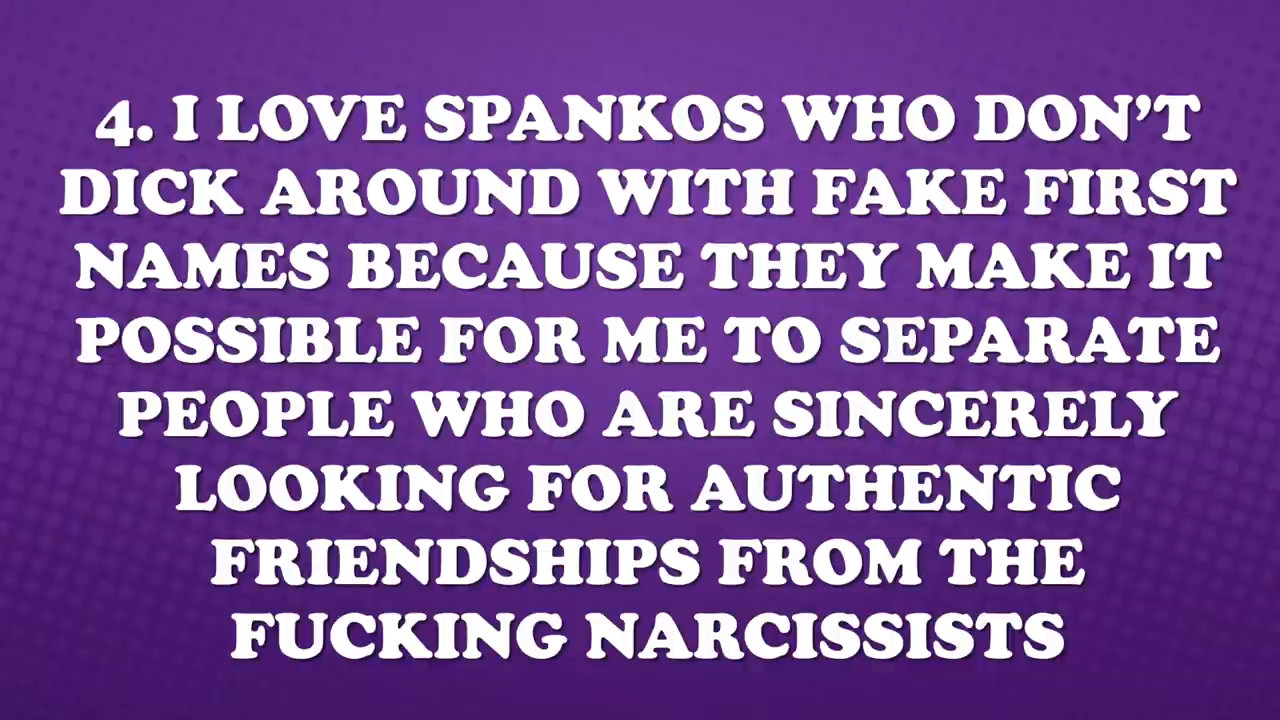 4. I LOVE SPANKOS WHO DON’T
DICK AROUND WITH FAKE FIRST
NAMES BECAUSE THEY MAKE IT
POSSIBLE FOR ME TO SEPARATE
PEOPLE WHO ARE SINCERELY
LOOKING FOR AUTHENTIC
FRIENDSHIPS FROM THE
FUCKING NARCISSISTS